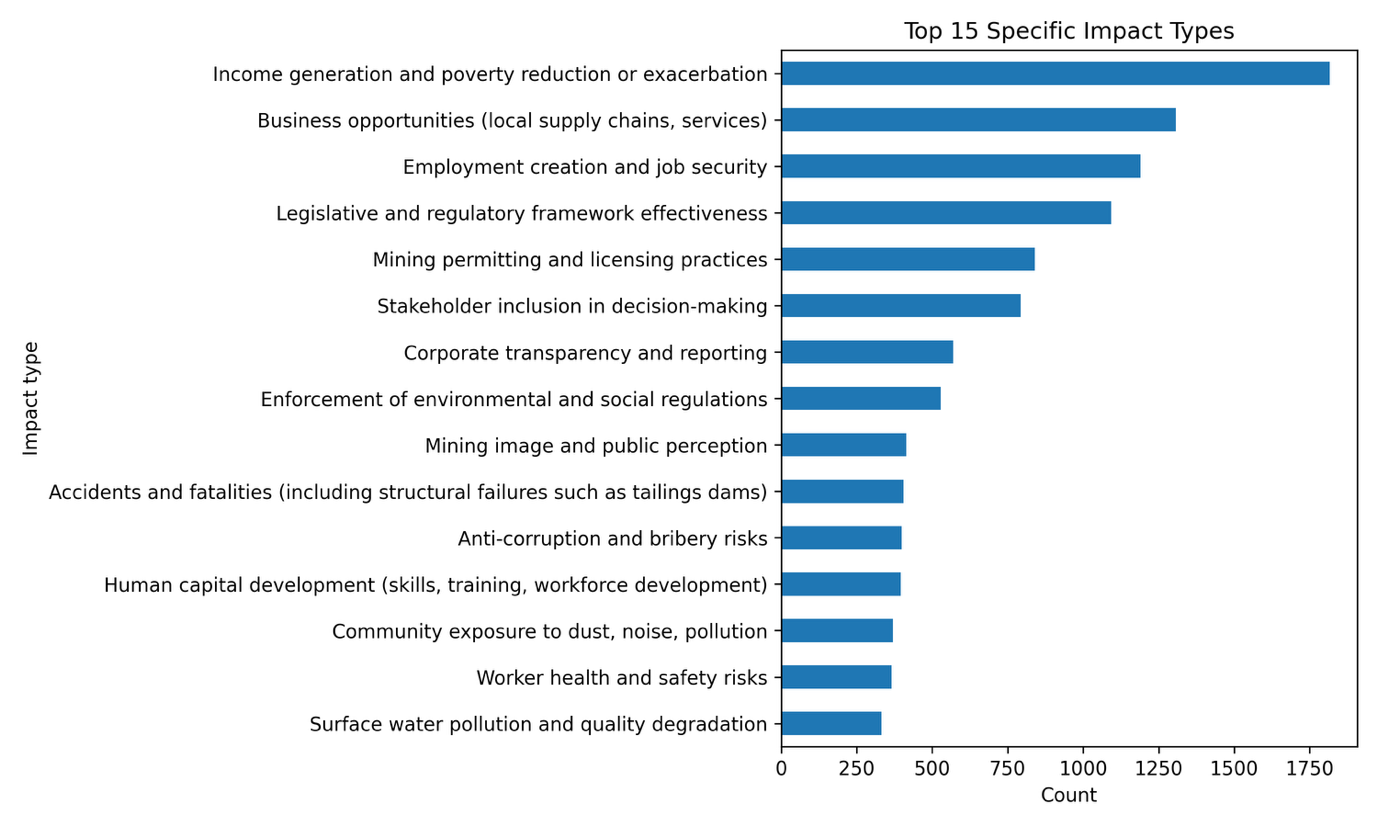 Top 15 Specific Impact Types
Impact type
Income generation and poverty reduction or exacerbation
Business opportunities (local supply chains, services)
Employment creation and job security
Legislative and regulatory framework effectiveness
Mining permitting and licensing practices
Stakeholder inclusion in decision-making
Corporate transparency and reporting
Enforcement of environmental and social regulations
Mining image and public perception
Accidents and fatalities (including structural failures such as tailings dams)
Anti-corruption and bribery risks
Human capital development (skills, training, workforce development)
Community exposure to dust, noise, pollution
Worker health and safety risks
Surface water pollution and quality degradation
0 250 500 750 1000 1250 1500 1750
Count